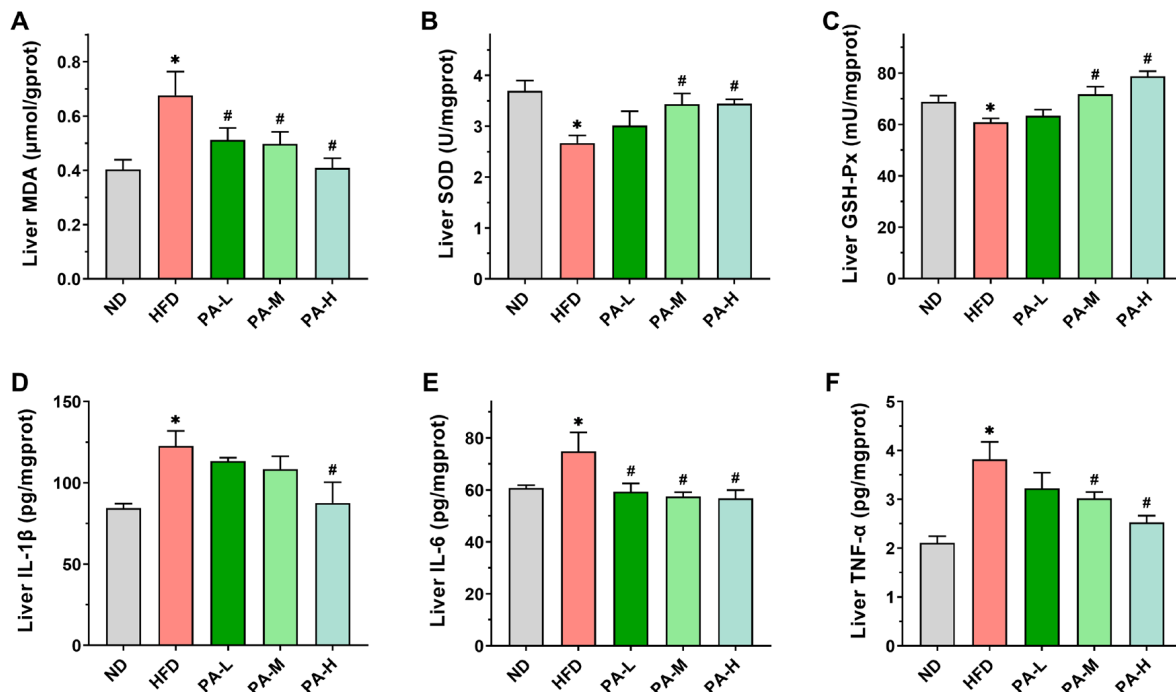 A
Liver MDA (μmol/gprot)
0.8
0.6
0.4
0.2
0.0
*
#
#
#
ND
HFD
PA-L
PA-M
PA-H
B
Liver SOD (U/mgprot)
4
3
2
1
0
*
#
#
ND
HFD
PA-L
PA-M
PA-H
C
Liver GSH-Px (mU/mgprot)
80
60
40
20
0
*
#
#
ND
HFD
PA-L
PA-M
PA-H
D
Liver IL-1β (pg/mgprot)
150
100
50
0
*
#
ND
HFD
PA-L
PA-M
PA-H
E
Liver IL-6 (pg/mgprot)
80
60
40
20
0
*
#
#
#
ND
HFD
PA-L
PA-M
PA-H
F
Liver TNF-α (pg/mgprot)
5
4
3
2
1
0
*
#
#
ND
HFD
PA-L
PA-M
PA-H